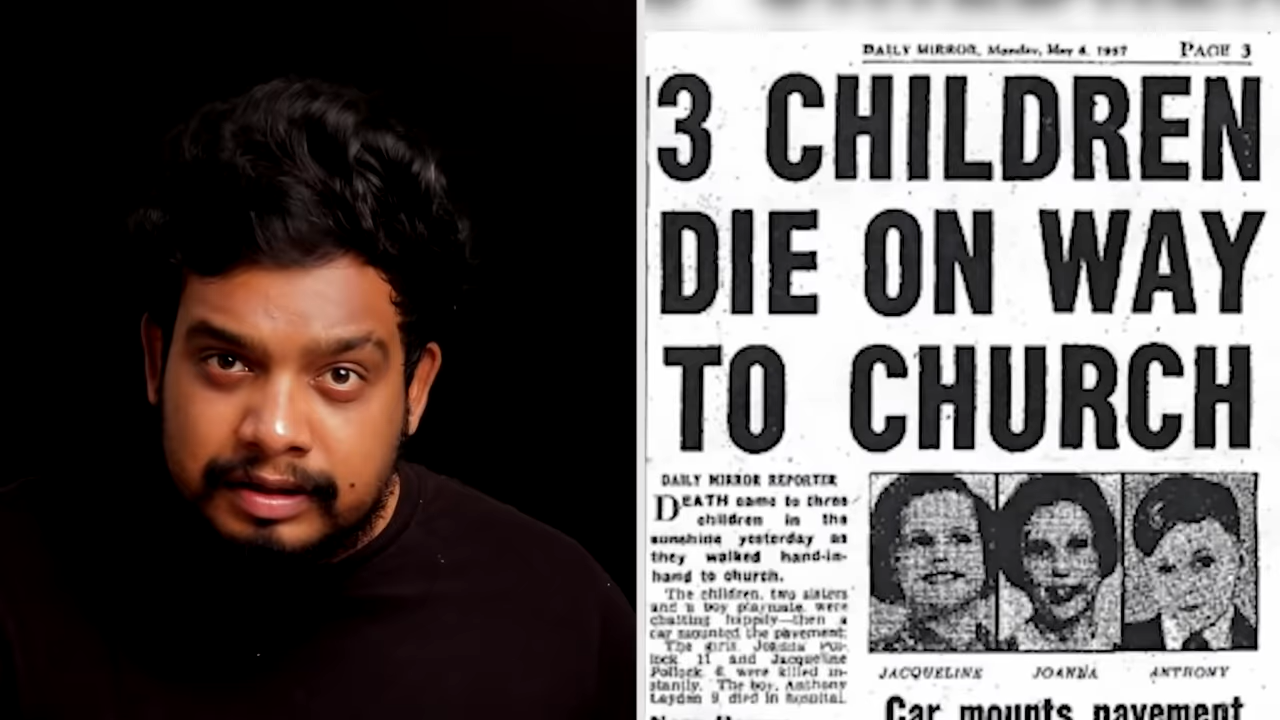 DAILY MIRROR, Monday, May 6, 1957 PAGE 3
3 CHILDREN
DIE ON WAY
TO CHURCH
DAILY MIRROR REPORTER
DEATH came to three
children in the
sunshine yesterday as
they walked hand-in-
hand to church.
The children, two sisters
and a boy playmate, were
chatting happily—then a
car mounted the pavement.
The girls, Joanna Pol-
lock, 11 and Jacqueline
Pollock, 6, were killed in-
stantly. The boy, Anthony
Layden 9, died in hospital.
JACQUELINE JOANNA ANTHONY
Car mounts pavement